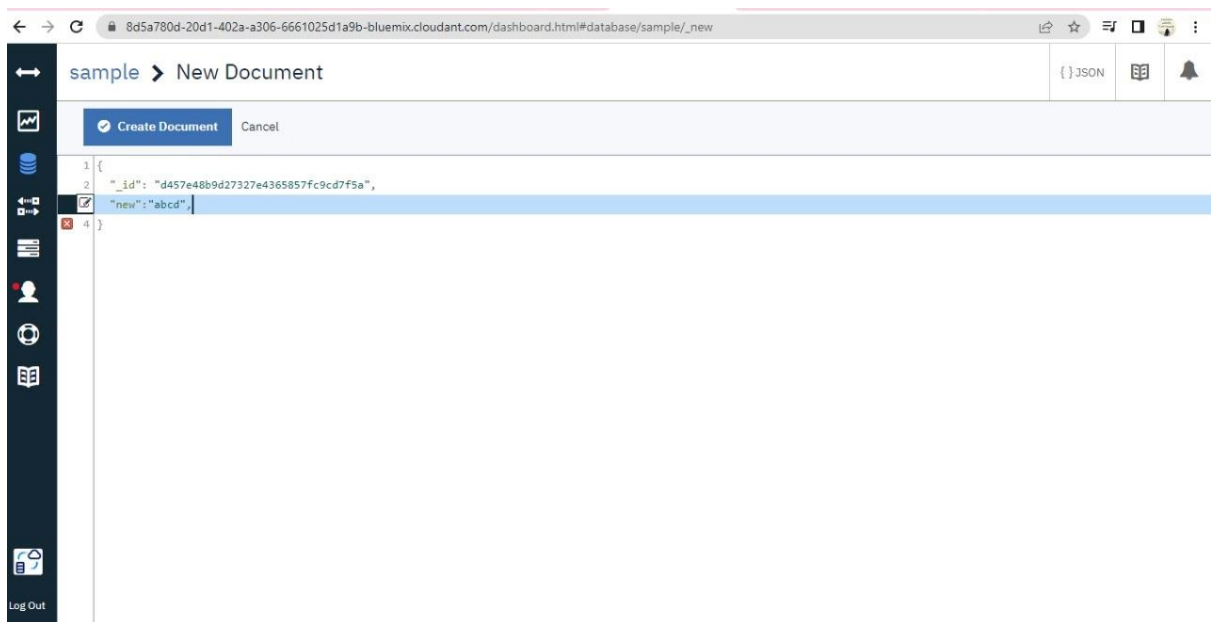 8d5a780d-20d1-402a-a306-6661025d1a9b-bluemix.cloudant.com/dashboard.html#database/sample/_new
sample > New Document
{ } JSON
Create Document Cancel
1 {
2 "_id": "d457e48b9d27327e4365857fc9cd7f5a",
"new":"abcd",
4 }
Log Out